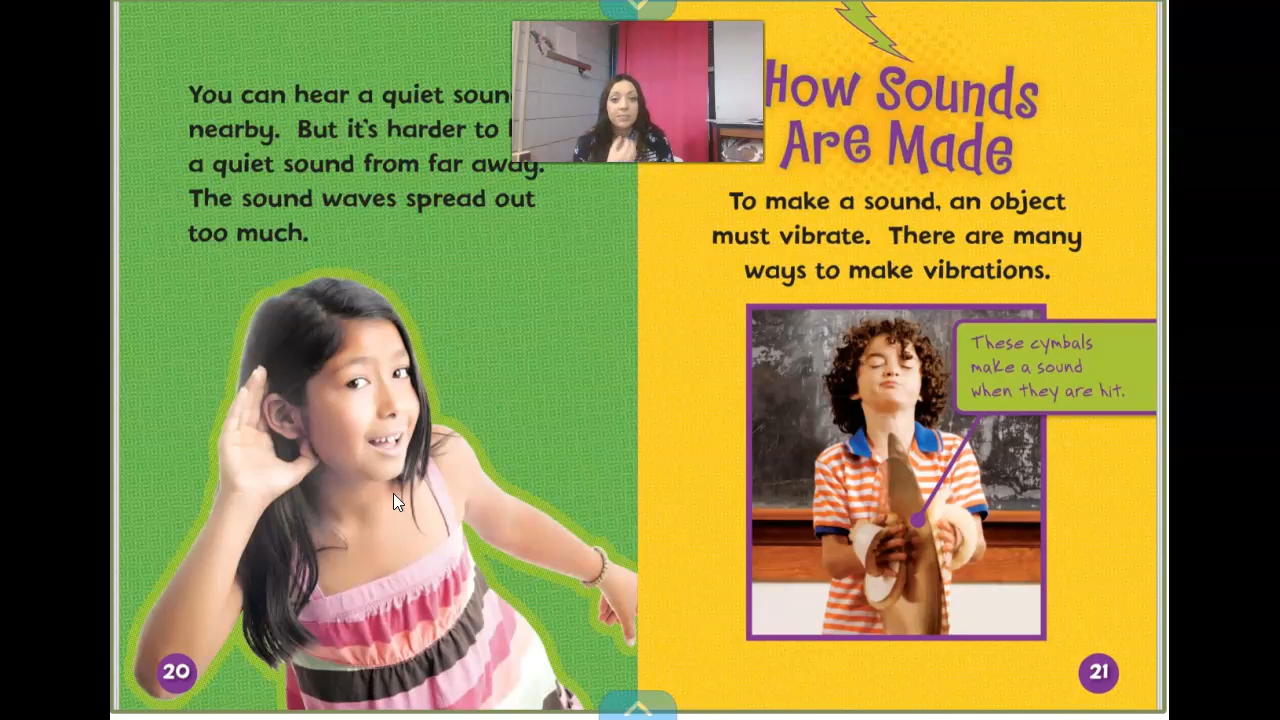 You can hear a quiet
nearby. But it's harder to
a quiet sound from far away.
The sound waves spread out
too much.
20
How Sounds
Are Made
To make a sound, an object
must vibrate. There are many
ways to make vibrations.
These cymbals
make a sound
when they are hit.
21